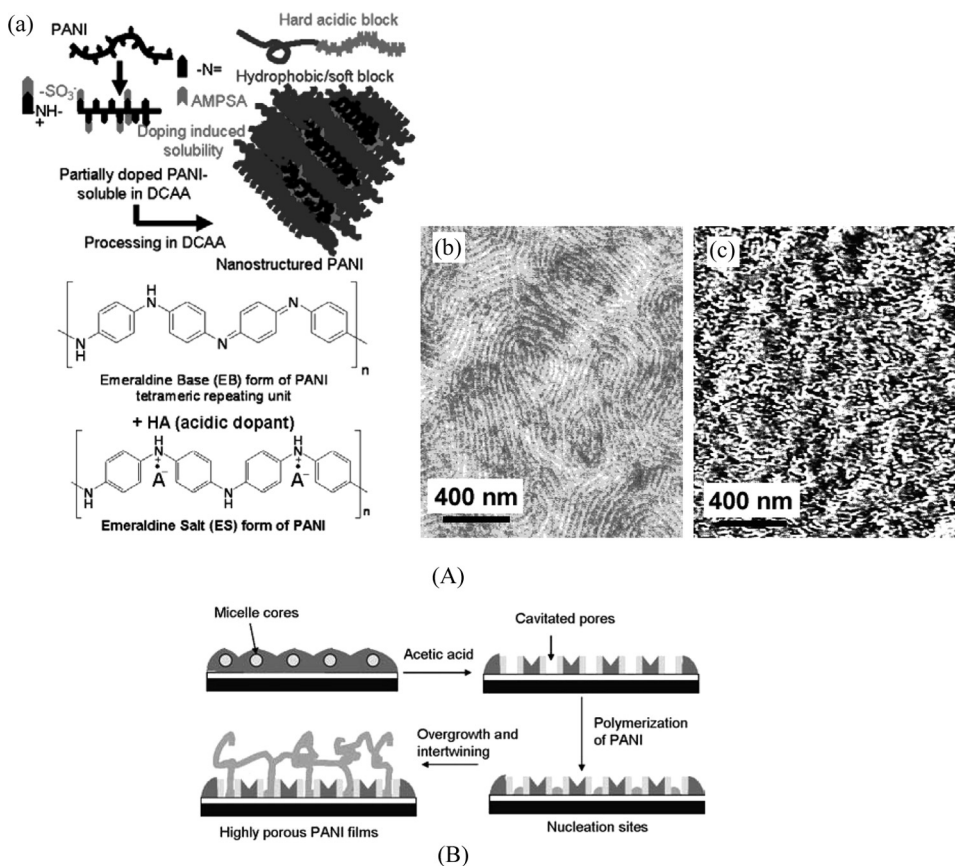 (a)
PANI
-N=
-SO₃⁻
NH-
+
AMPSA
Doping induced
solubility
Partially doped PANI-
soluble in DCAA
Processing in DCAA
Hard acidic block
Hydrophobic/soft block
Nanostructured PANI
H
N
N
N
N
H
n
Emeraldine Base (EB) form of PANI
tetrameric repeating unit
+ HA (acidic dopant)
H
N
+
•
A⁻
H
N
+
•
A⁻
N
H
N
H
n
Emeraldine Salt (ES) form of PANI
(b)
400 nm
(c)
400 nm
(A)
Micelle cores
Acetic acid
Cavitated pores
Polymerization
of PANI
Nucleation sites
Overgrowth and
intertwining
Highly porous PANI films
(B)